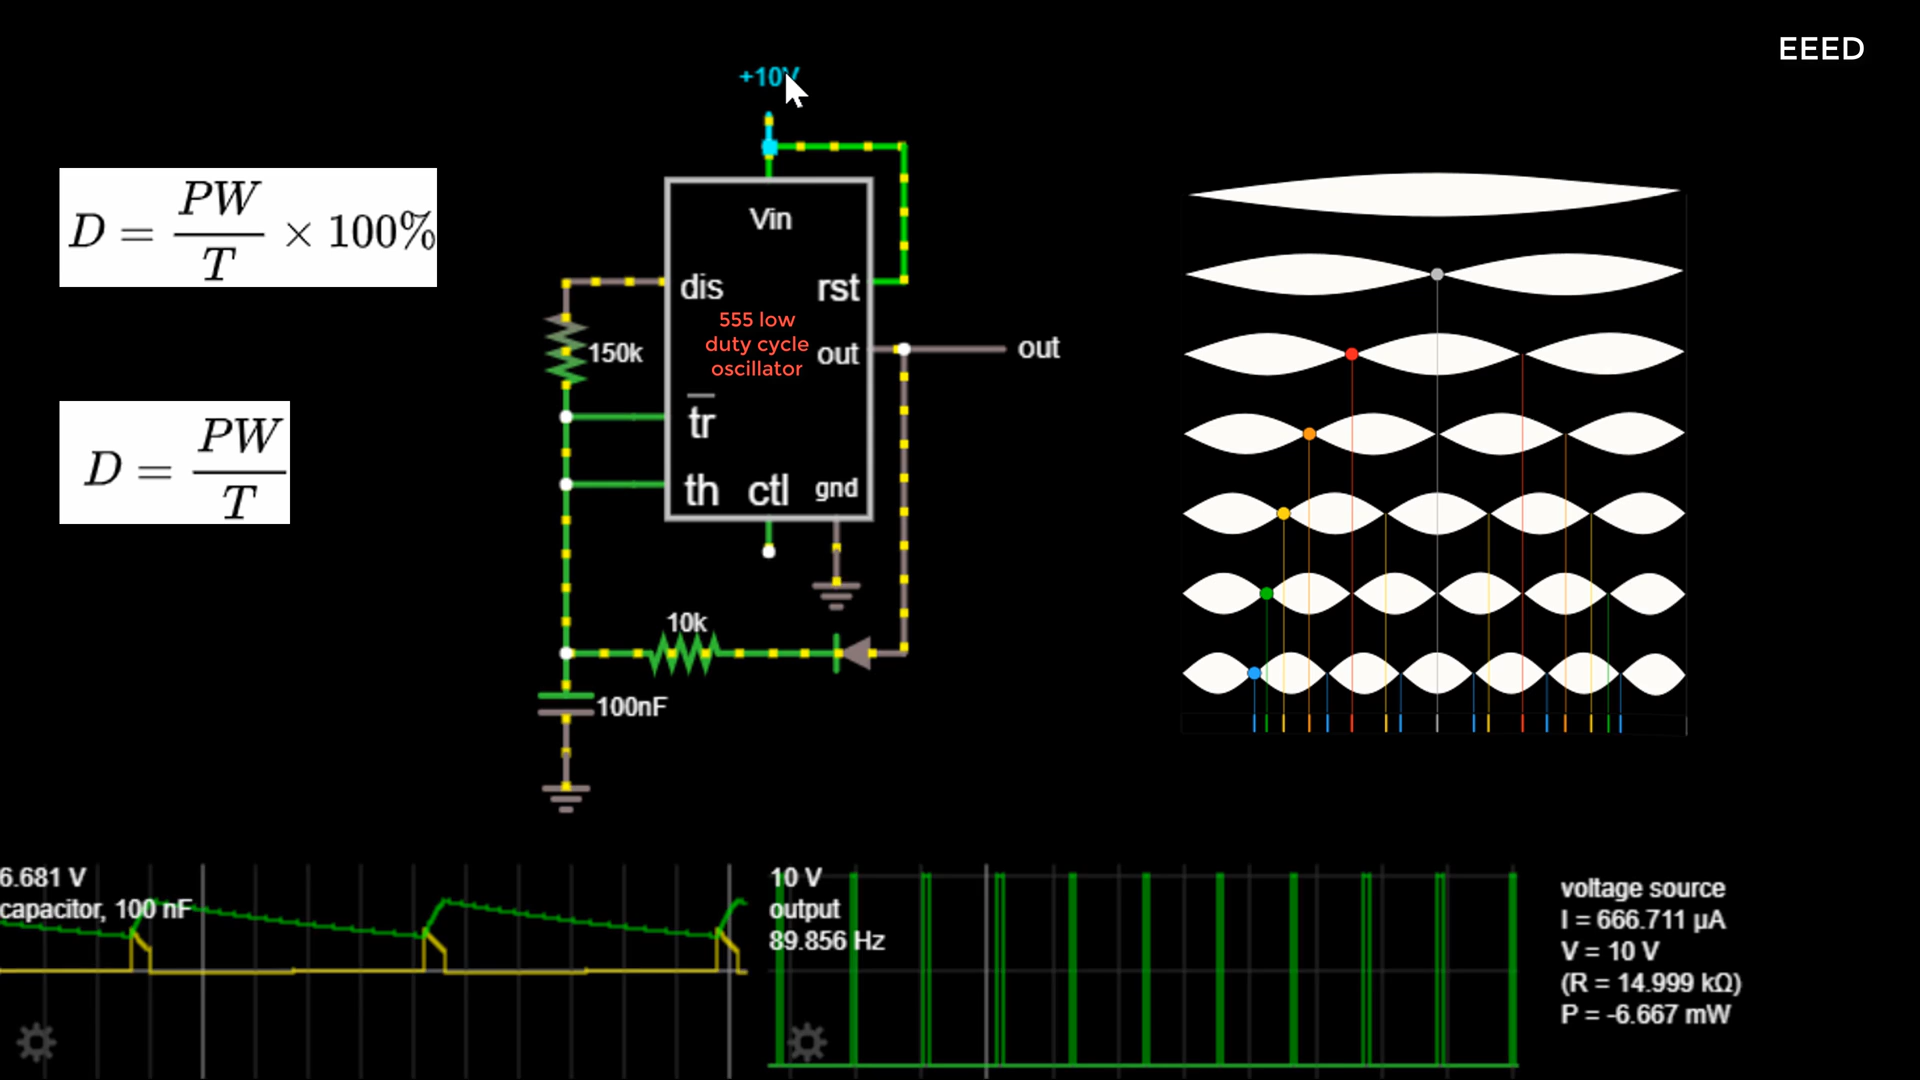 EEED
+10V
D = PW/T × 100%
D = PW/T
Vin
dis
rst
555 low
duty cycle
oscillator
out
out
150k
tr
th
ctl
gnd
10k
100nF
6.681 V
capacitor, 100 nF
10 V
output
89.856 Hz
voltage source
I = 666.711 μA
V = 10 V
(R = 14.999 kΩ)
P = -6.667 mW